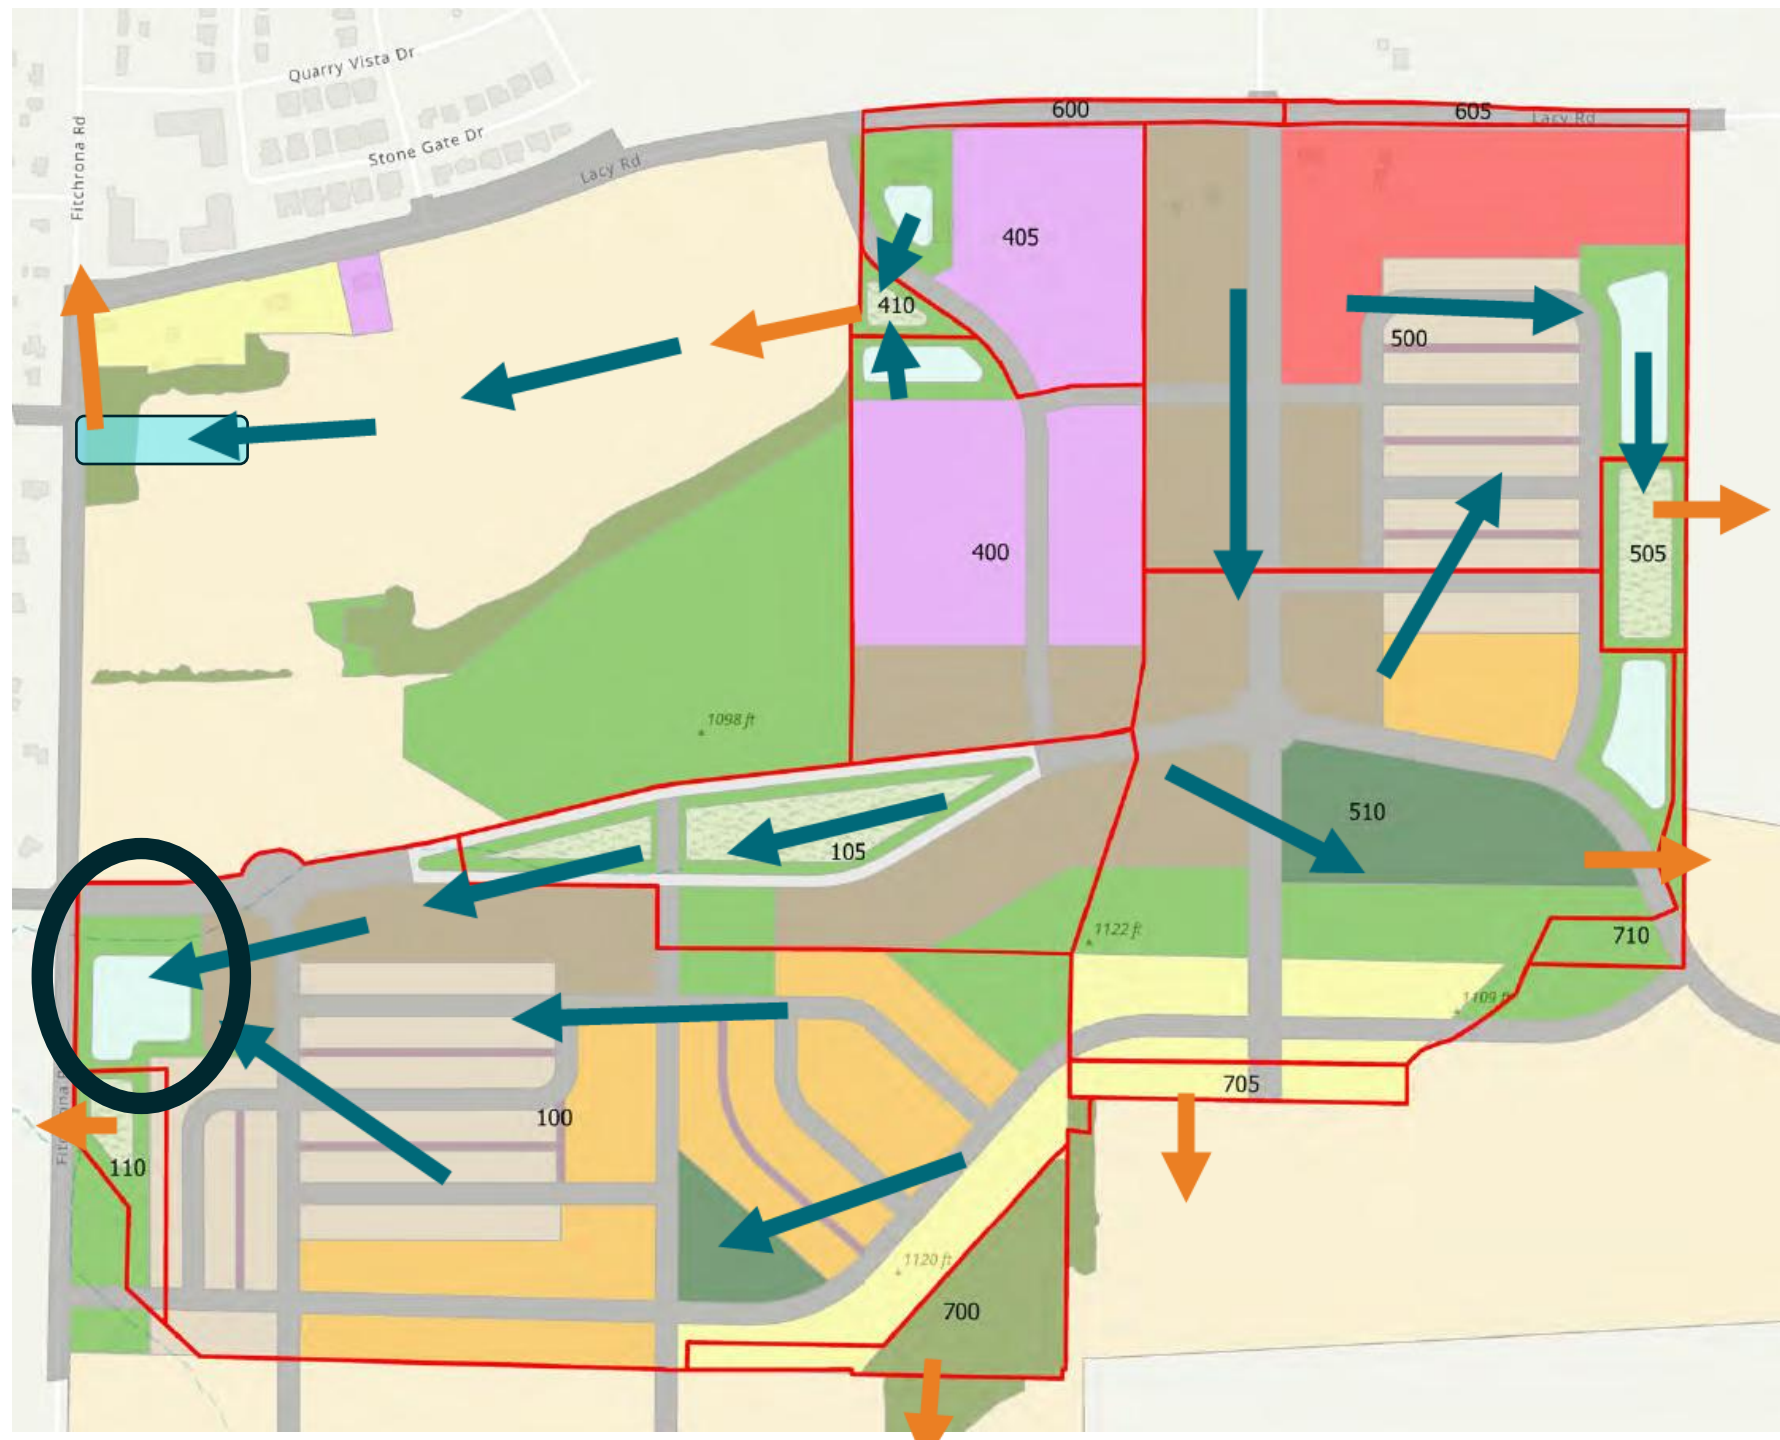 Quarry Vista Dr
Fitchrona Rd
Stone Gate Dr
Lacy Rd
600
605
Lacy Rd
405
410
500
400
505
1098 ft
510
105
1122 ft
710
1109 ft
705
100
110
1120 ft
700